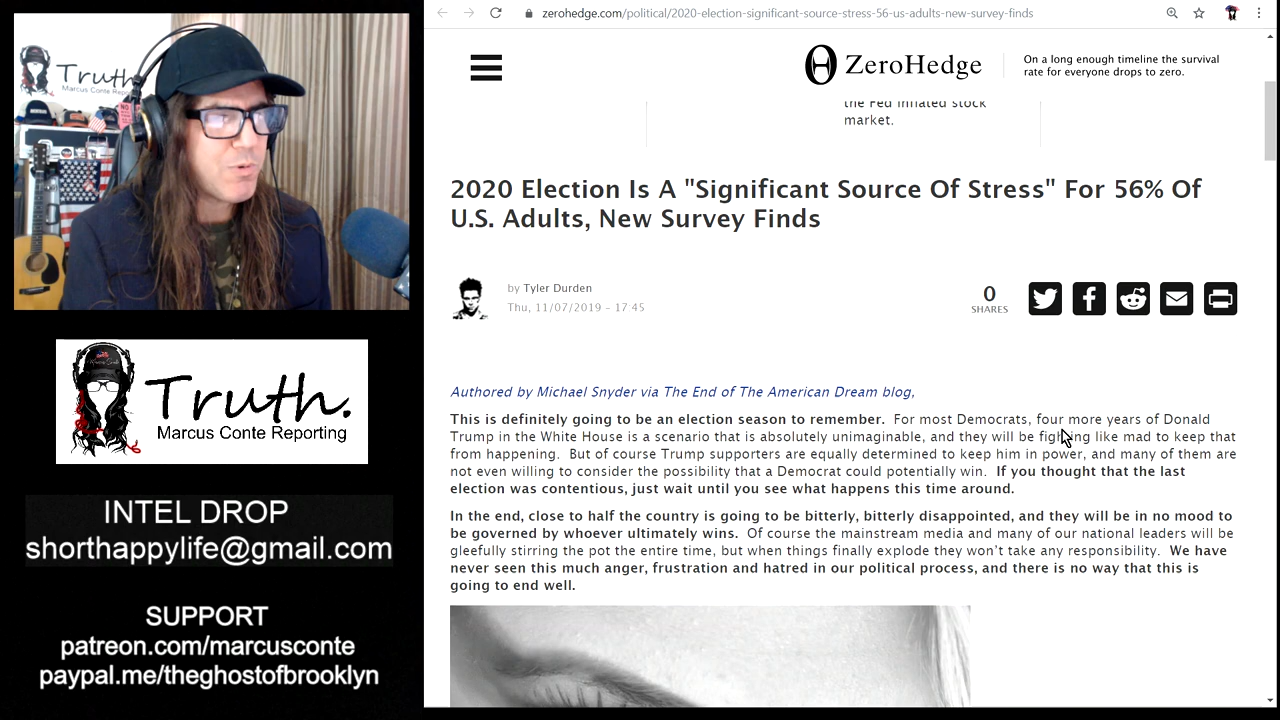 Truth.
Marcus Conte Reporting
Truth.
Marcus Conte Reporting
INTEL DROP
shorthappylife@gmail.com
SUPPORT
patreon.com/marcusconte
paypal.me/theghostofbrooklyn
zerohedge.com/political/2020-election-significant-source-stress-56-us-adults-new-survey-finds
ZeroHedge
On a long enough timeline the survival
rate for everyone drops to zero.
the Fed inflated stock
market.
2020 Election Is A "Significant Source Of Stress" For 56% Of
U.S. Adults, New Survey Finds
by Tyler Durden
Thu, 11/07/2019 - 17:45
0
SHARES
Authored by Michael Snyder via The End of The American Dream blog,
This is definitely going to be an election season to remember. For most Democrats, four more years of Donald
Trump in the White House is a scenario that is absolutely unimaginable, and they will be fighting like mad to keep that
from happening. But of course Trump supporters are equally determined to keep him in power, and many of them are
not even willing to consider the possibility that a Democrat could potentially win. If you thought that the last
election was contentious, just wait until you see what happens this time around.
In the end, close to half the country is going to be bitterly, bitterly disappointed, and they will be in no mood to
be governed by whoever ultimately wins. Of course the mainstream media and many of our national leaders will be
gleefully stirring the pot the entire time, but when things finally explode they won't take any responsibility. We have
never seen this much anger, frustration and hatred in our political process, and there is no way that this is
going to end well.